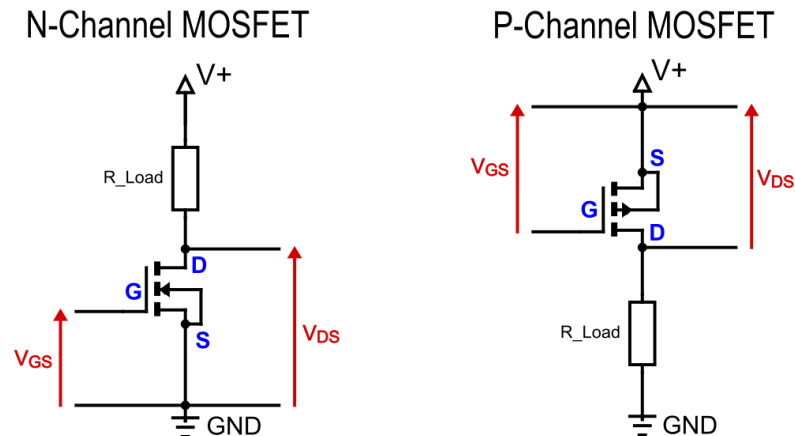 N-Channel MOSFET
V+
R_Load
D
G
S
VGS
VDS
GND
P-Channel MOSFET
V+
S
VGS
G
VDS
D
R_Load
GND